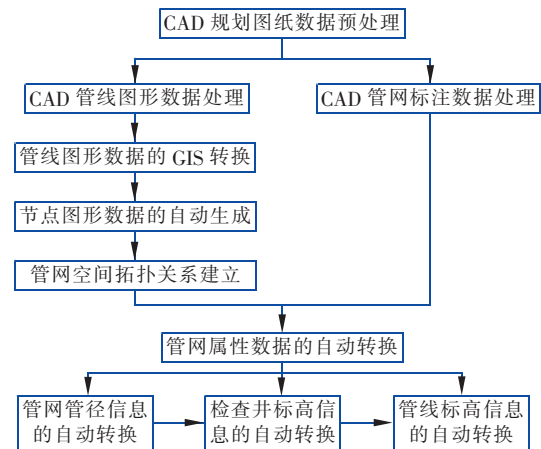 CAD 规划图纸数据预处理
CAD 管线图形数据处理
CAD 管网标注数据处理
管线图形数据的 GIS 转换
节点图形数据的自动生成
管网空间拓扑关系建立
管网属性数据的自动转换
管网管径信息
的自动转换
检查井标高信
息的自动转换
管线标高信息
的自动转换